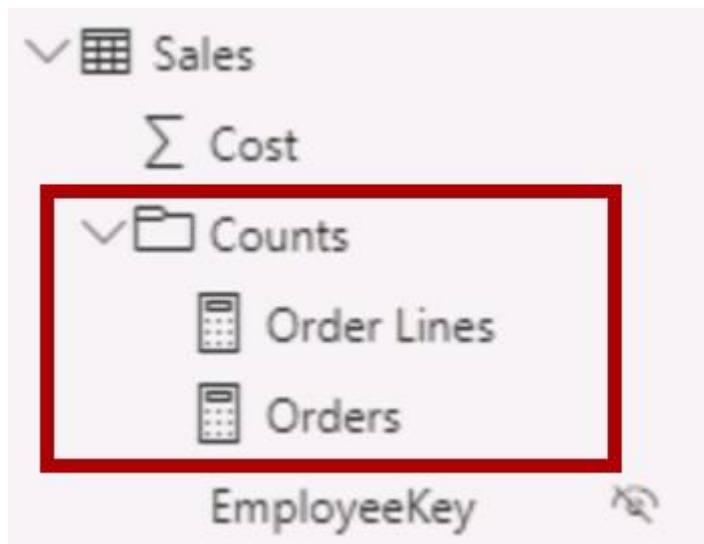 Sales
Cost
Counts
Order Lines
Orders
EmployeeKey